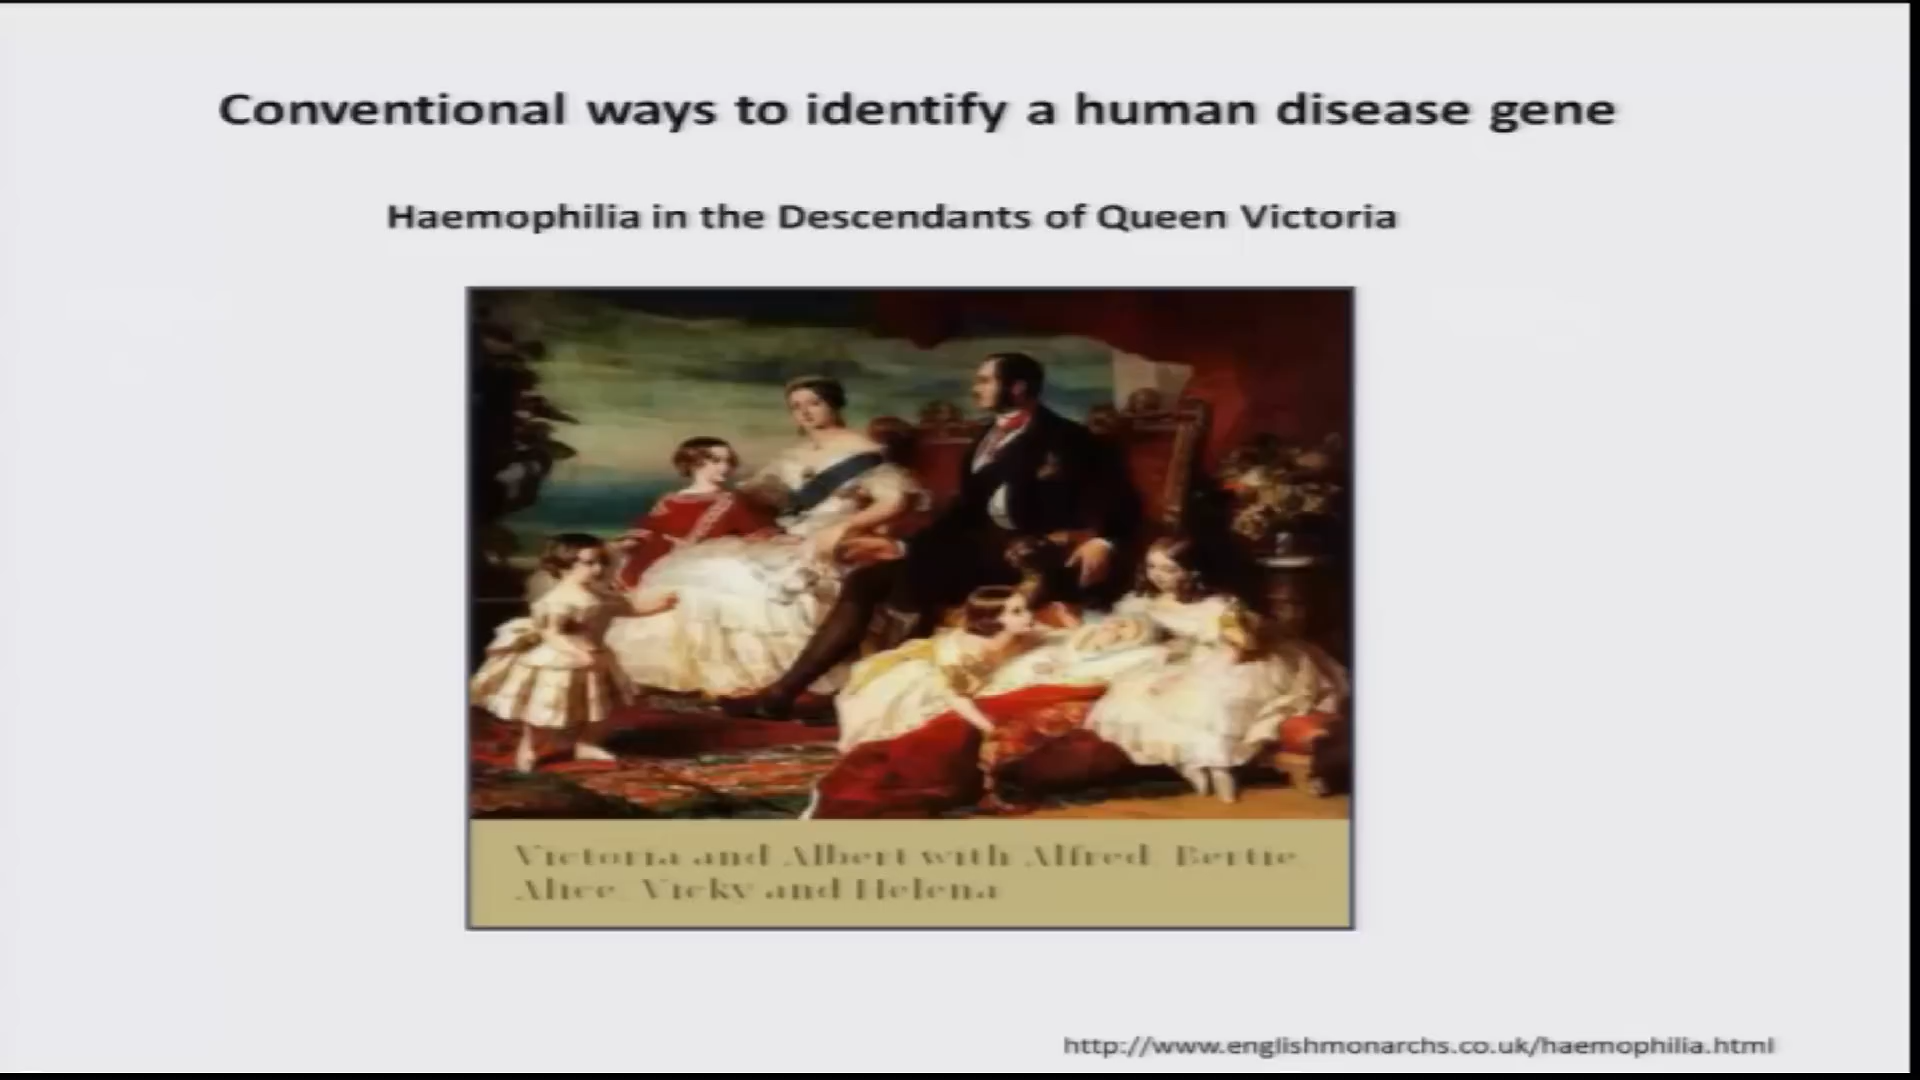 Conventional ways to identify a human disease gene
Haemophilia in the Descendants of Queen Victoria
Victoria and Albert with Alfred, Bertie,
Alice, Vicky and Helena
http://www.englishmonarchs.co.uk/haemophilia.html